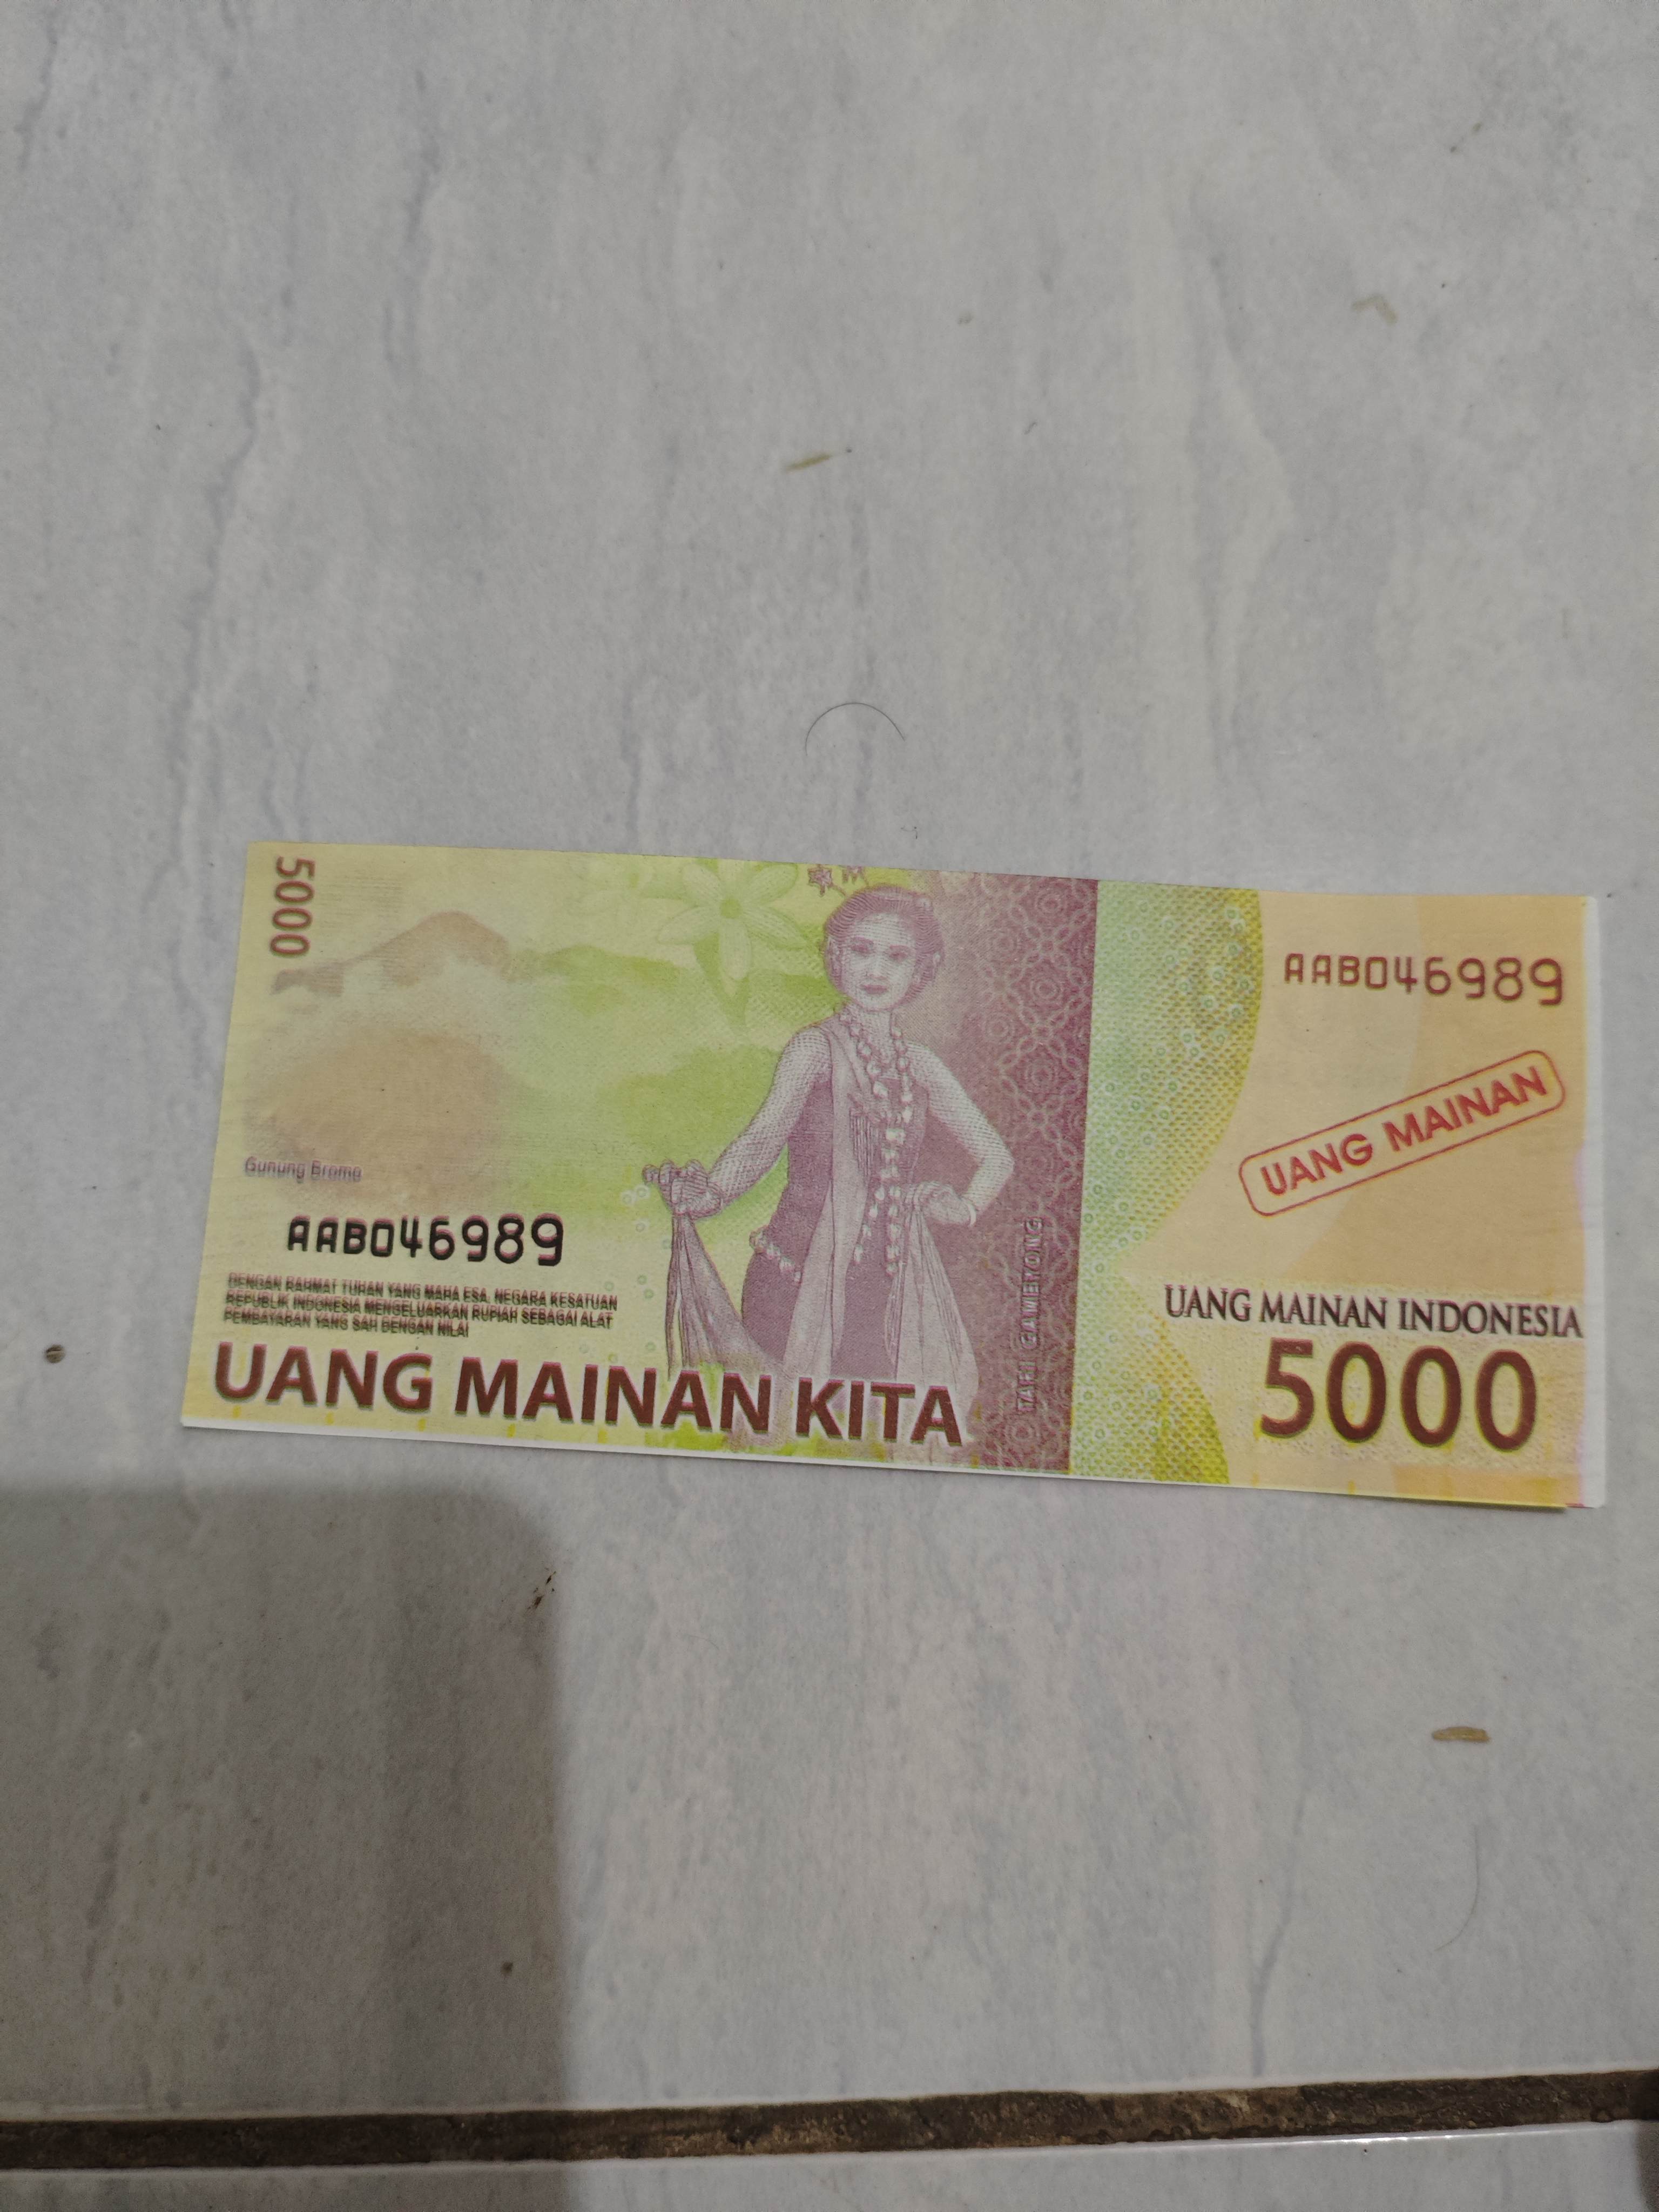 5000
AAB046989
UANG MAINAN
Gunung Bromo
AAB046989
DENGAN RAHMAT TUHAN YANG MAHA ESA, NEGARA KESATUAN
REPUBLIK INDONESIA MENGELUARKAN RUPIAH SEBAGAI ALAT
PEMBAYARAN YANG SAH DENGAN NILAI
UANG MAINAN KITA
TARI GAMBYONG
UANG MAINAN INDONESIA
5000